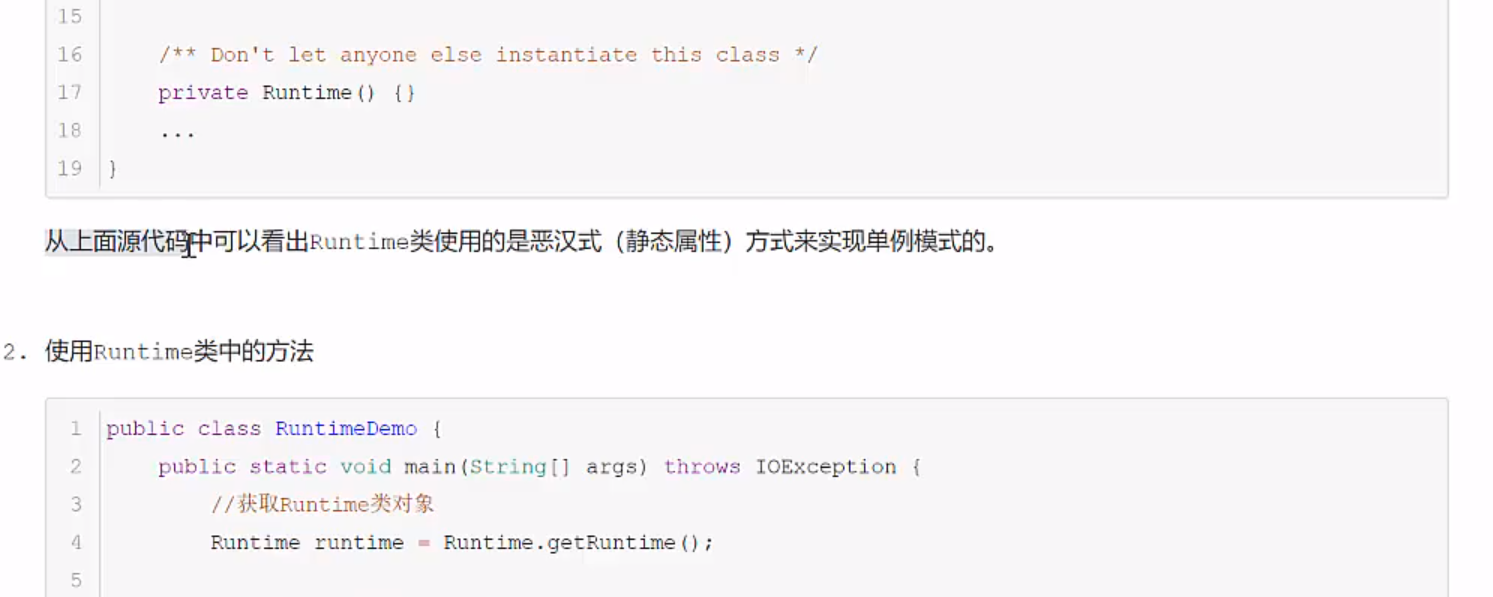 15
16 /** Don't let anyone else instantiate this class */
17 private Runtime() {}
18 ...
19 }
从上面源代码中可以看出Runtime类使用的是恶汉式（静态属性）方式来实现单例模式的。
2. 使用Runtime类中的方法
1 public class RuntimeDemo {
2 public static void main(String[] args) throws IOException {
3 //获取Runtime类对象
4 Runtime runtime = Runtime.getRuntime();
5